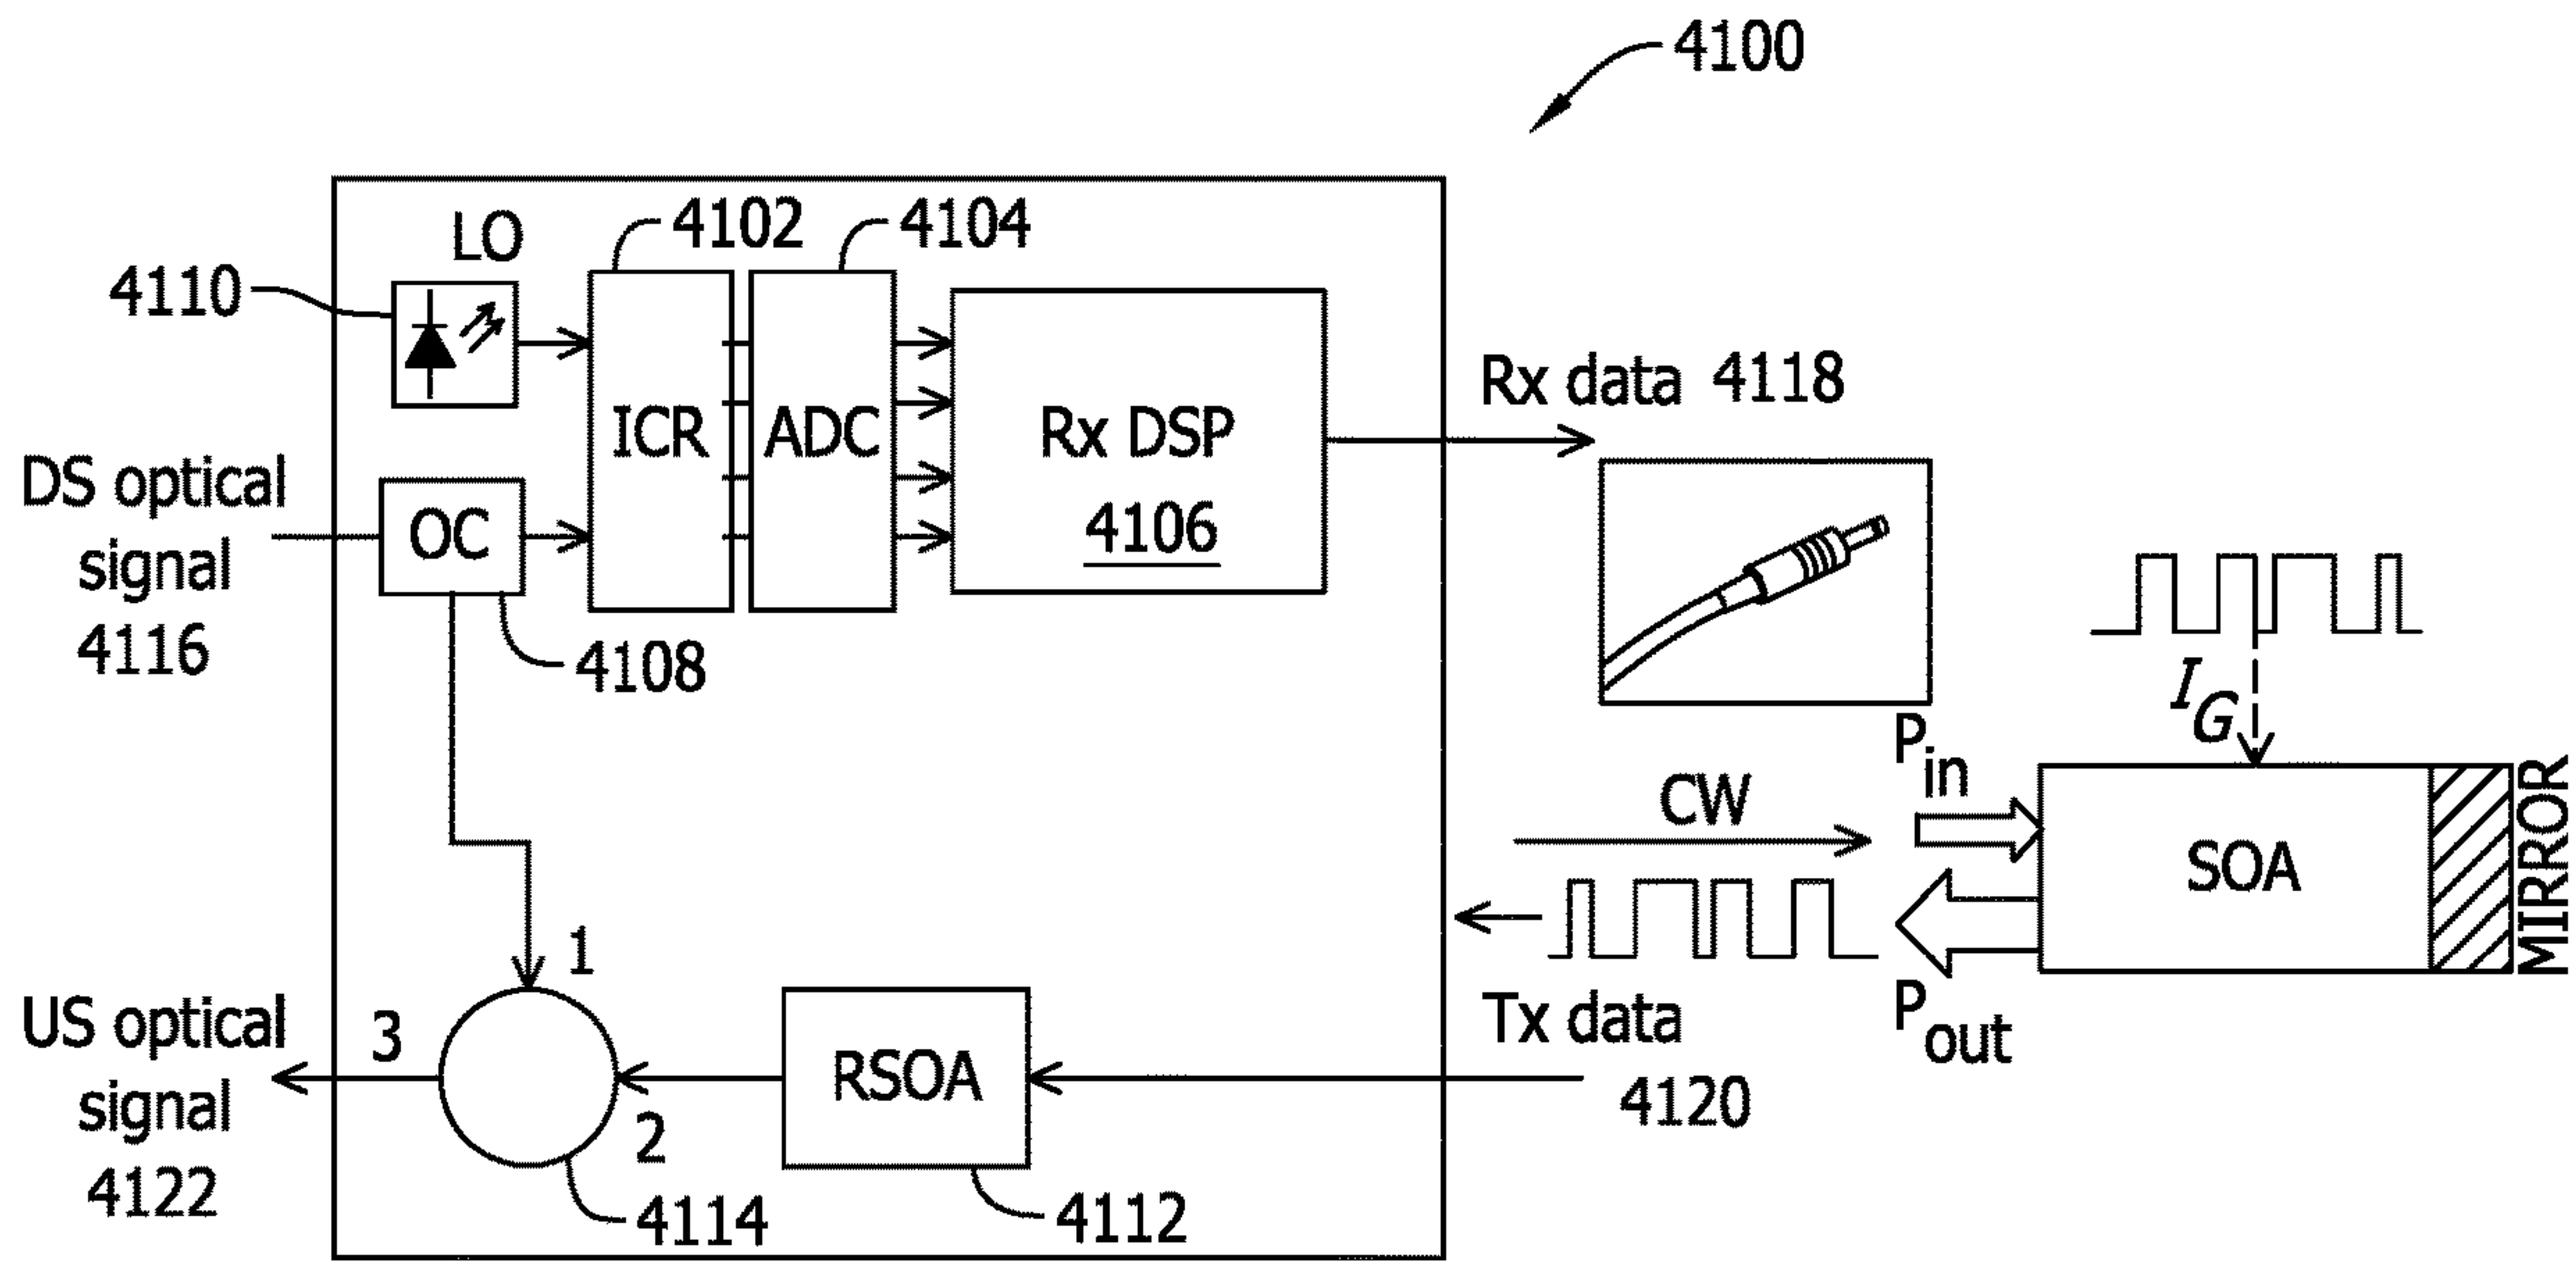 4100
LO
4102
4104
4110
ICR
ADC
Rx DSP
4106
Rx data 4118
DS optical
signal
4116
OC
4108
I_G
P_in
CW
SOA
MIRROR
P_out
1
US optical
signal
4122
3
2
RSOA
Tx data
4120
4114
4112